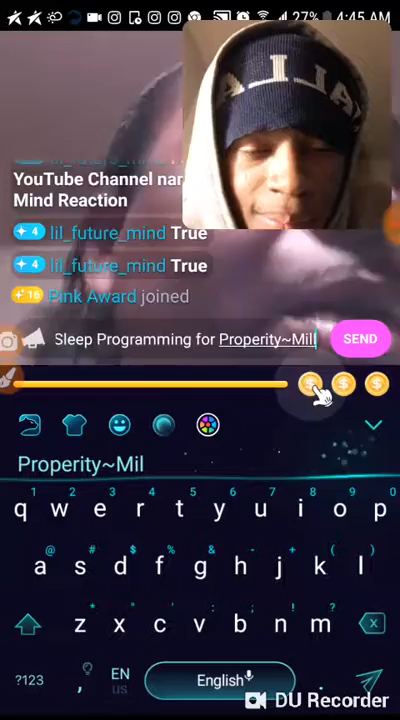 27% 4:45 AM
YouTube Channel nam
Mind Reaction
4 lil_future_mind True
4 lil_future_mind True
16 Pink Award joined
Sleep Programming for Properity~Mil
SEND
$ $ $
Properity~Mil
1 2 3 4 5 6 7 8 9 0
q w e r t y u i o p
@ # $ % & - + ( )
a s d f g h j k l
* " ' : ; ! ?
z x c v b n m
?123 , EN US English .
DU Recorder